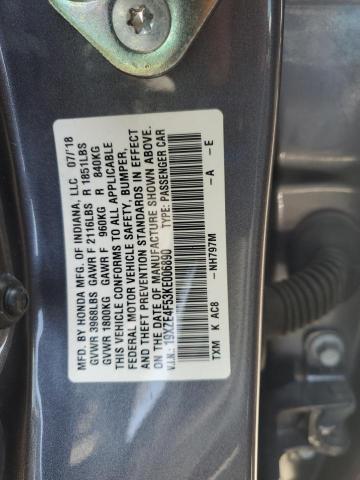 MFD. BY HONDA MFG. OF INDIANA, LLC 07/'18
GVWR 3968LBS GAWR F 2116LBS R 1851LBS
GVWR 1800KG GAWR F 960KG R 840KG
THIS VEHICLE CONFORMS TO ALL APPLICABLE
FEDERAL MOTOR VEHICLE SAFETY, BUMPER,
AND THEFT PREVENTION STANDARDS IN EFFECT
ON THE DATE OF MANUFACTURE SHOWN ABOVE.
V.I.N.: 19XZE4F53KE006990 TYPE: PASSENGER CAR
NH797M -A -E
TXM K AC8